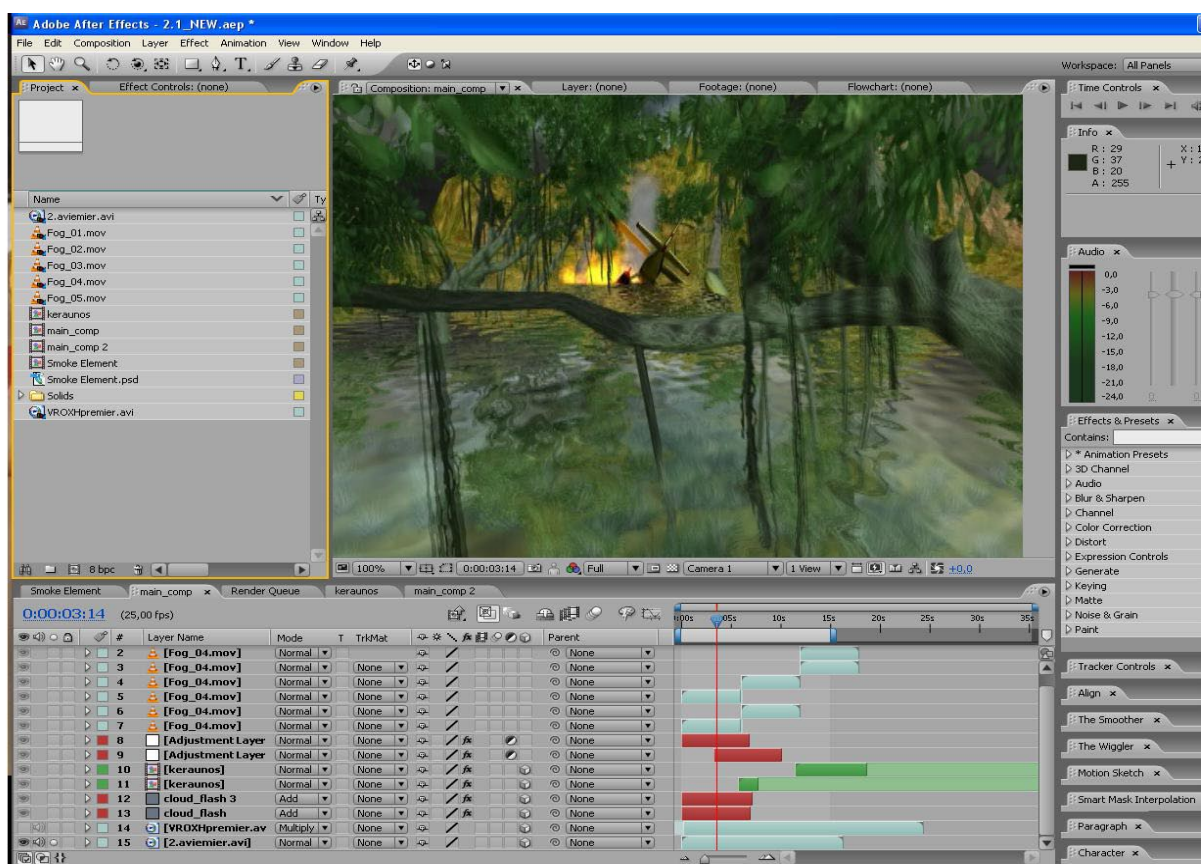 Adobe After Effects - 2.1_NEW.aep *
File Edit Composition Layer Effect Animation View Window Help
Workspace: All Panels
Project × Effect Controls: (none)
Name Ty
2.aviemier.avi
Fog_01.mov
Fog_02.mov
Fog_03.mov
Fog_04.mov
Fog_05.mov
keraunos
main_comp
main_comp 2
Smoke Element
Smoke Element.psd
Solids
VROXHpremier.avi
8 bpc
Composition: main_comp × Layer: (none) Footage: (none) Flowchart: (none)
100% 0:00:03:14 Full Camera 1 1 View +0,0
Time Controls ×
Info ×
R : 29
G : 37
B : 20
A : 255
X : 1
Y : 2
Audio ×
0,0
-3,0
-6,0
-9,0
-12,0
-15,0
-18,0
-21,0
-24,0
Effects & Presets ×
Contains:
* Animation Presets
3D Channel
Audio
Blur & Sharpen
Channel
Color Correction
Distort
Expression Controls
Generate
Keying
Matte
Noise & Grain
Paint
Tracker Controls ×
Align ×
The Smoother ×
The Wiggler ×
Motion Sketch ×
Smart Mask Interpolation
Paragraph ×
Character ×
Smoke Element main_comp × Render Queue keraunos main_comp 2
0:00:03:14 (25,00 fps)
:00s 05s 10s 15s 20s 25s 30s 35s
# Layer Name Mode T TrkMat Parent
2 [Fog_04.mov] Normal None
3 [Fog_04.mov] Normal None None
4 [Fog_04.mov] Normal None None
5 [Fog_04.mov] Normal None None
6 [Fog_04.mov] Normal None None
7 [Fog_04.mov] Normal None None
8 [Adjustment Layer Normal None fx None
9 [Adjustment Layer Normal None fx None
10 [keraunos] Normal None None
11 [keraunos] Normal None None
12 cloud_flash 3 Add None fx None
13 cloud_flash Add None fx None
14 [VROXHpremier.av Multiply None None
15 [2.aviemier.avi] Normal None None